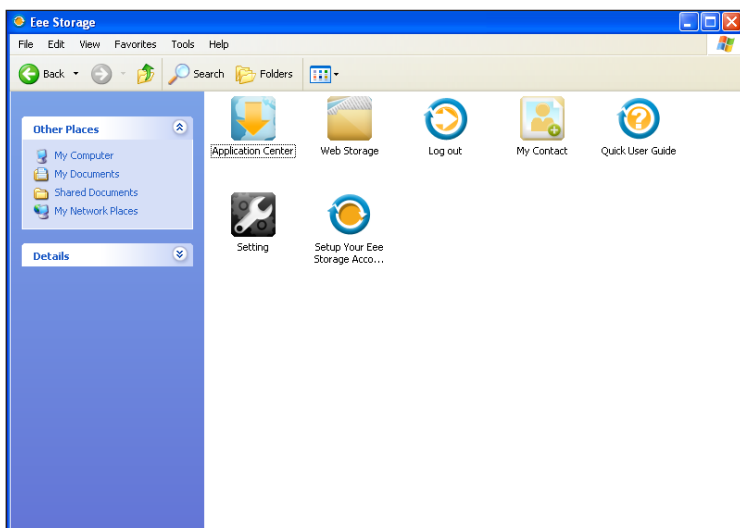 Eee Storage
File Edit View Favorites Tools Help
Back Search Folders
Other Places
My Computer
My Documents
Shared Documents
My Network Places
Details
Application Center Web Storage Log out My Contact Quick User Guide
Setting Setup Your Eee
Storage Acco...